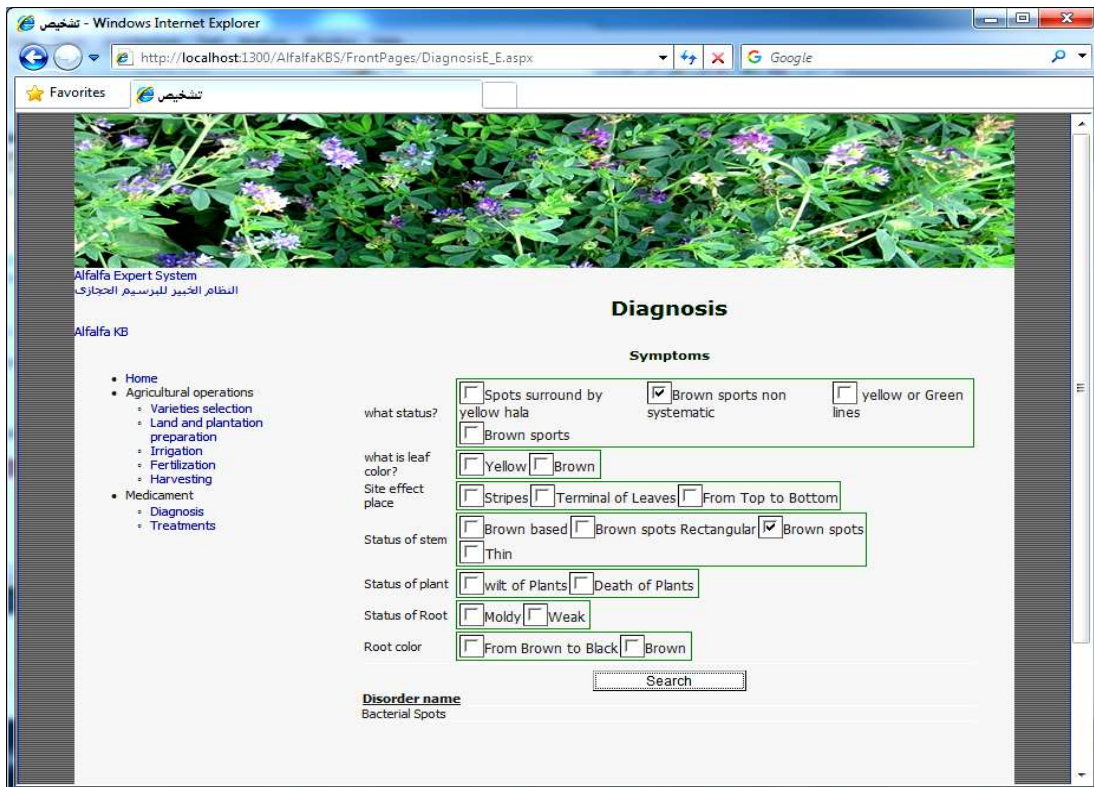 تشخيص - Windows Internet Explorer
http://localhost:1300/AlfalfaKBS/FrontPages/DiagnosisE_E.aspx
Google
Favorites
تشخيص
Alfalfa Expert System
النظام الخبير للبرسيم الحجازى
Alfalfa KB
Home
Agricultural operations
Varieties selection
Land and plantation
preparation
Irrigation
Fertilization
Harvesting
Medicament
Diagnosis
Treatments
Diagnosis
Symptoms
what status?
Spots surround by
yellow hala
Brown sports non
systematic
yellow or Green
lines
Brown sports
what is leaf
color?
Yellow Brown
Site effect
place
Stripes Terminal of Leaves From Top to Bottom
Status of stem
Brown based Brown spots Rectangular Brown spots
Thin
Status of plant wilt of Plants Death of Plants
Status of Root Moldy Weak
Root color From Brown to Black Brown
Search
Disorder name
Bacterial Spots